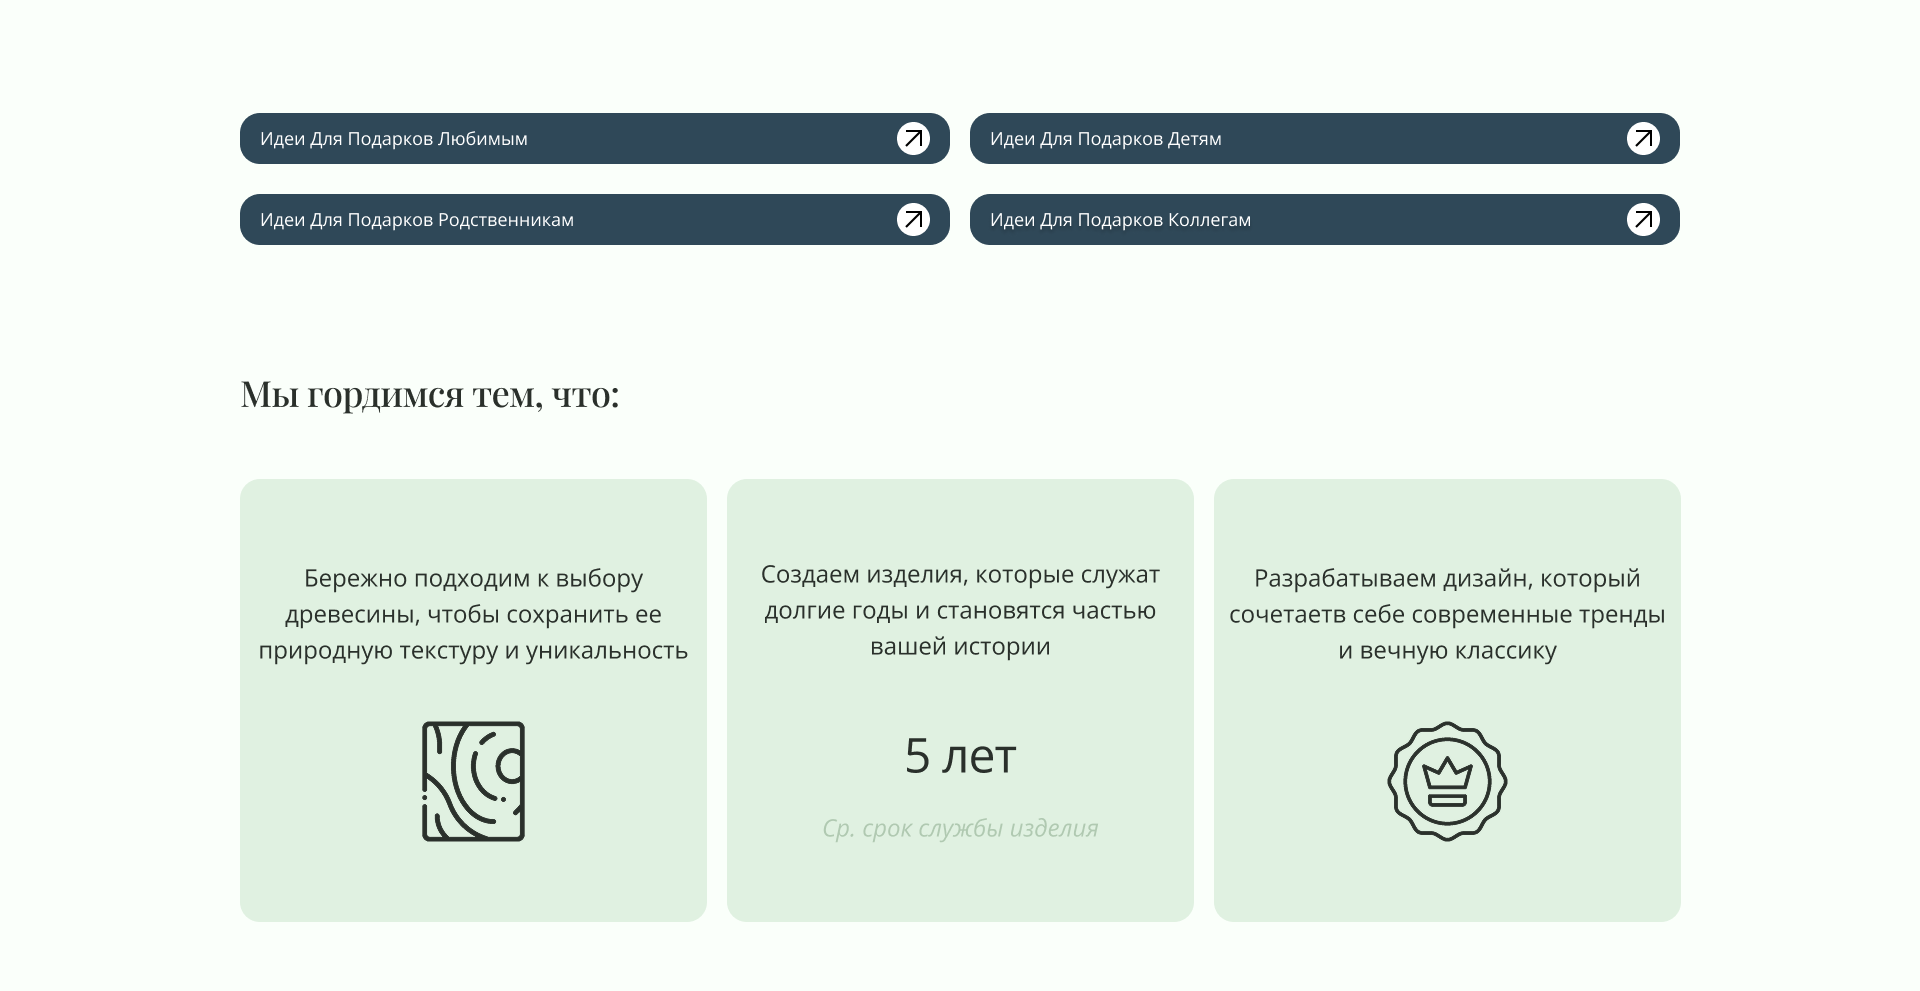 Идеи Для Подарков Любимым
Идеи Для Подарков Детям
Идеи Для Подарков Родственникам
Идеи Для Подарков Коллегам
Мы гордимся тем, что:
Бережно подходим к выбору
древесины, чтобы сохранить ее
природную текстуру и уникальность
Создаем изделия, которые служат
долгие годы и становятся частью
вашей истории
5 лет
Ср. срок службы изделия
Разрабатываем дизайн, который
сочетаетв себе современные тренды
и вечную классику